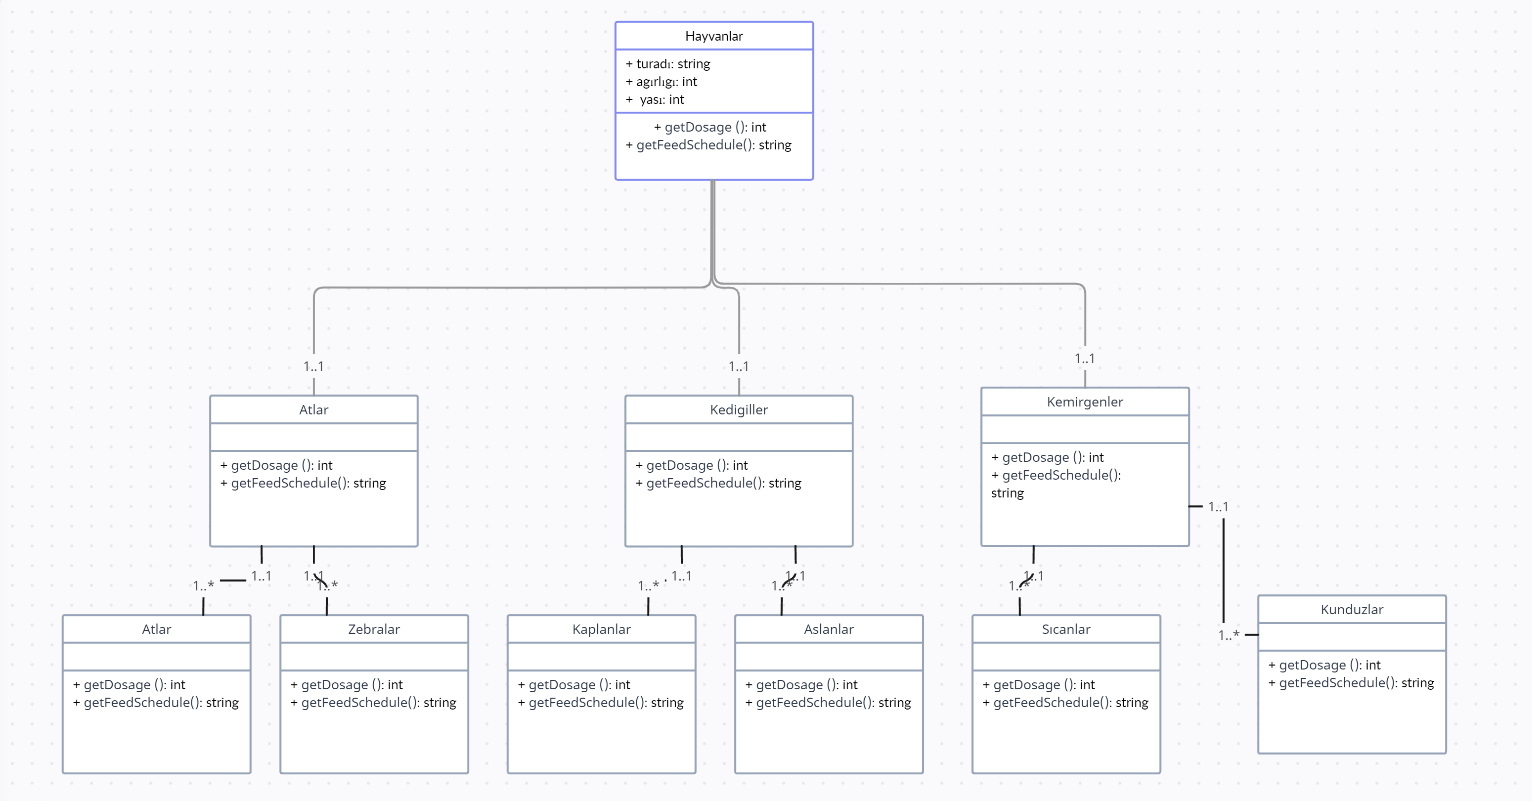 Hayvanlar
+ turadı: string
+ agırlıgı: int
+ yası: int
+ getDosage (): int
+ getFeedSchedule(): string
1..1
1..1
1..1
Atlar
+ getDosage (): int
+ getFeedSchedule(): string
Kedigiller
+ getDosage (): int
+ getFeedSchedule(): string
Kemirgenler
+ getDosage (): int
+ getFeedSchedule():
string
1..1
1..*
1..1
1..1
1..*
1..*
1..1
1..*
1..1
1..*
1..1
1..*
Atlar
+ getDosage (): int
+ getFeedSchedule(): string
Zebralar
+ getDosage (): int
+ getFeedSchedule(): string
Kaplanlar
+ getDosage (): int
+ getFeedSchedule(): string
Aslanlar
+ getDosage (): int
+ getFeedSchedule(): string
Sıcanlar
+ getDosage (): int
+ getFeedSchedule(): string
Kunduzlar
+ getDosage (): int
+ getFeedSchedule(): string